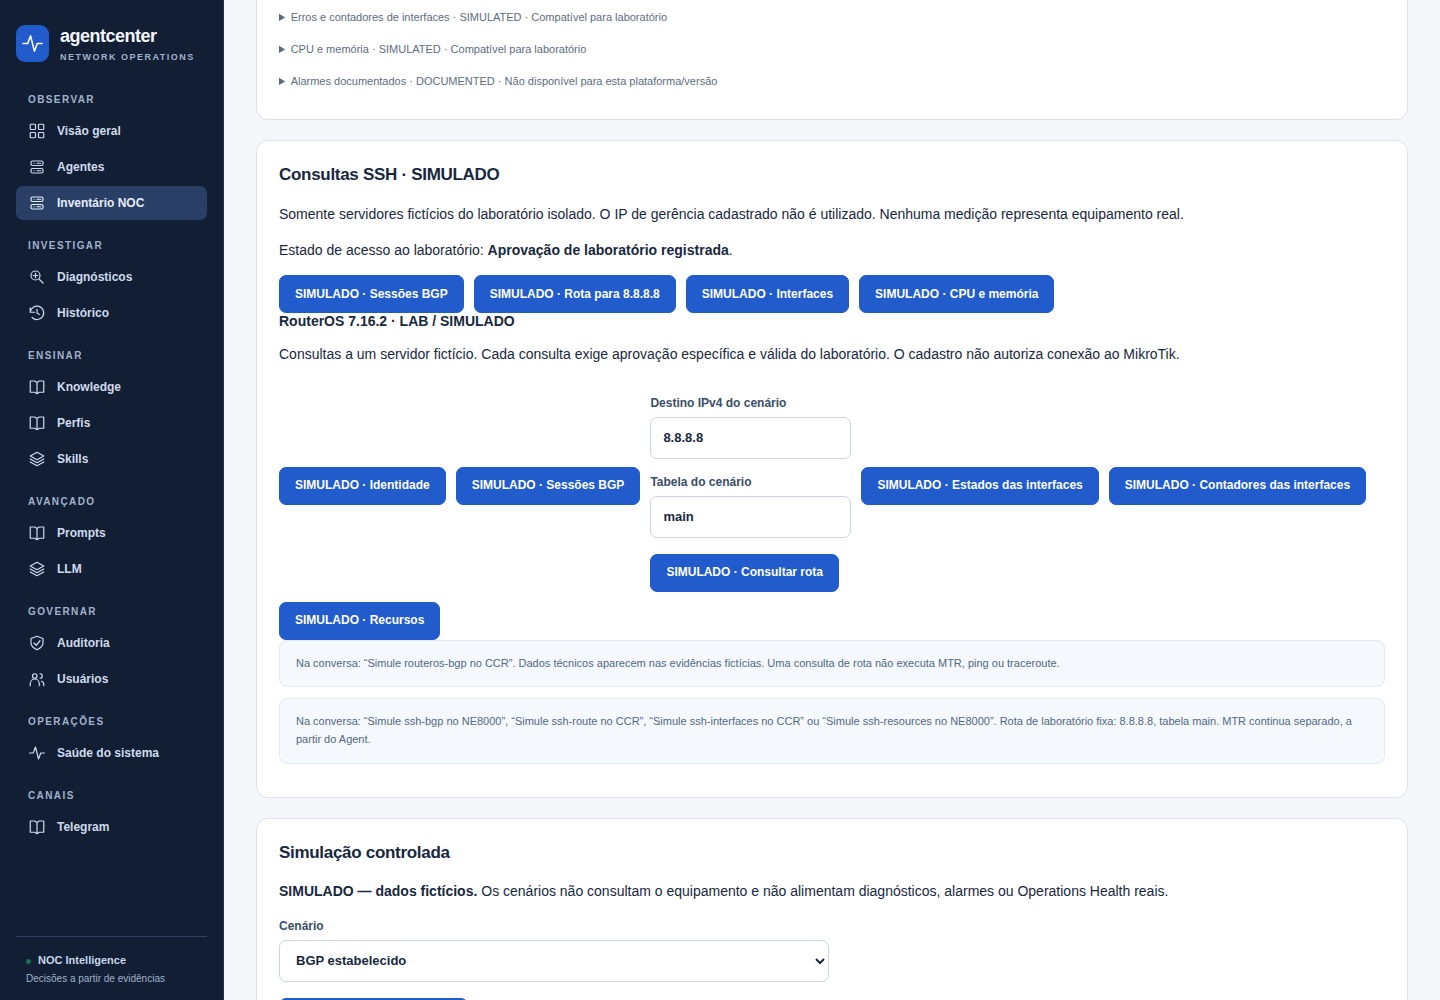 agentcenter
NETWORK OPERATIONS
OBSERVAR
Visão geral
Agentes
Inventário NOC
INVESTIGAR
Diagnósticos
Histórico
ENSINAR
Knowledge
Perfis
Skills
AVANÇADO
Prompts
LLM
GOVERNAR
Auditoria
Usuários
OPERAÇÕES
Saúde do sistema
CANAIS
Telegram
NOC Intelligence
Decisões a partir de evidências
Erros e contadores de interfaces · SIMULATED · Compatível para laboratório
CPU e memória · SIMULATED · Compatível para laboratório
Alarmes documentados · DOCUMENTED · Não disponível para esta plataforma/versão
Consultas SSH · SIMULADO
Somente servidores fictícios do laboratório isolado. O IP de gerência cadastrado não é utilizado. Nenhuma medição representa equipamento real.
Estado de acesso ao laboratório: Aprovação de laboratório registrada.
SIMULADO · Sessões BGP
SIMULADO · Rota para 8.8.8.8
SIMULADO · Interfaces
SIMULADO · CPU e memória
RouterOS 7.16.2 · LAB / SIMULADO
Consultas a um servidor fictício. Cada consulta exige aprovação específica e válida do laboratório. O cadastro não autoriza conexão ao MikroTik.
SIMULADO · Identidade
SIMULADO · Sessões BGP
Destino IPv4 do cenário
8.8.8.8
Tabela do cenário
main
SIMULADO · Consultar rota
SIMULADO · Estados das interfaces
SIMULADO · Contadores das interfaces
SIMULADO · Recursos
Na conversa: “Simule routeros-bgp no CCR”. Dados técnicos aparecem nas evidências fictícias. Uma consulta de rota não executa MTR, ping ou traceroute.
Na conversa: “Simule ssh-bgp no NE8000”, “Simule ssh-route no CCR”, “Simule ssh-interfaces no CCR” ou “Simule ssh-resources no NE8000”. Rota de laboratório fixa: 8.8.8.8, tabela main. MTR continua separado, a
partir do Agent.
Simulação controlada
SIMULADO — dados fictícios. Os cenários não consultam o equipamento e não alimentam diagnósticos, alarmes ou Operations Health reais.
Cenário
BGP estabelecido